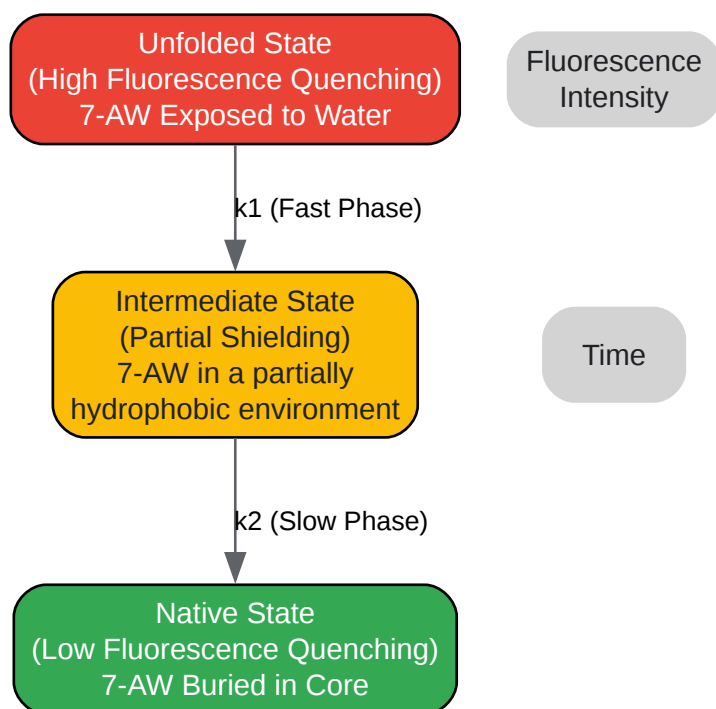 Unfolded State
(High Fluorescence Quenching)
7-AW Exposed to Water
Fluorescence
Intensity
k1 (Fast Phase)
Intermediate State
(Partial Shielding)
7-AW in a partially
hydrophobic environment
Time
k2 (Slow Phase)
Native State
(Low Fluorescence Quenching)
7-AW Buried in Core